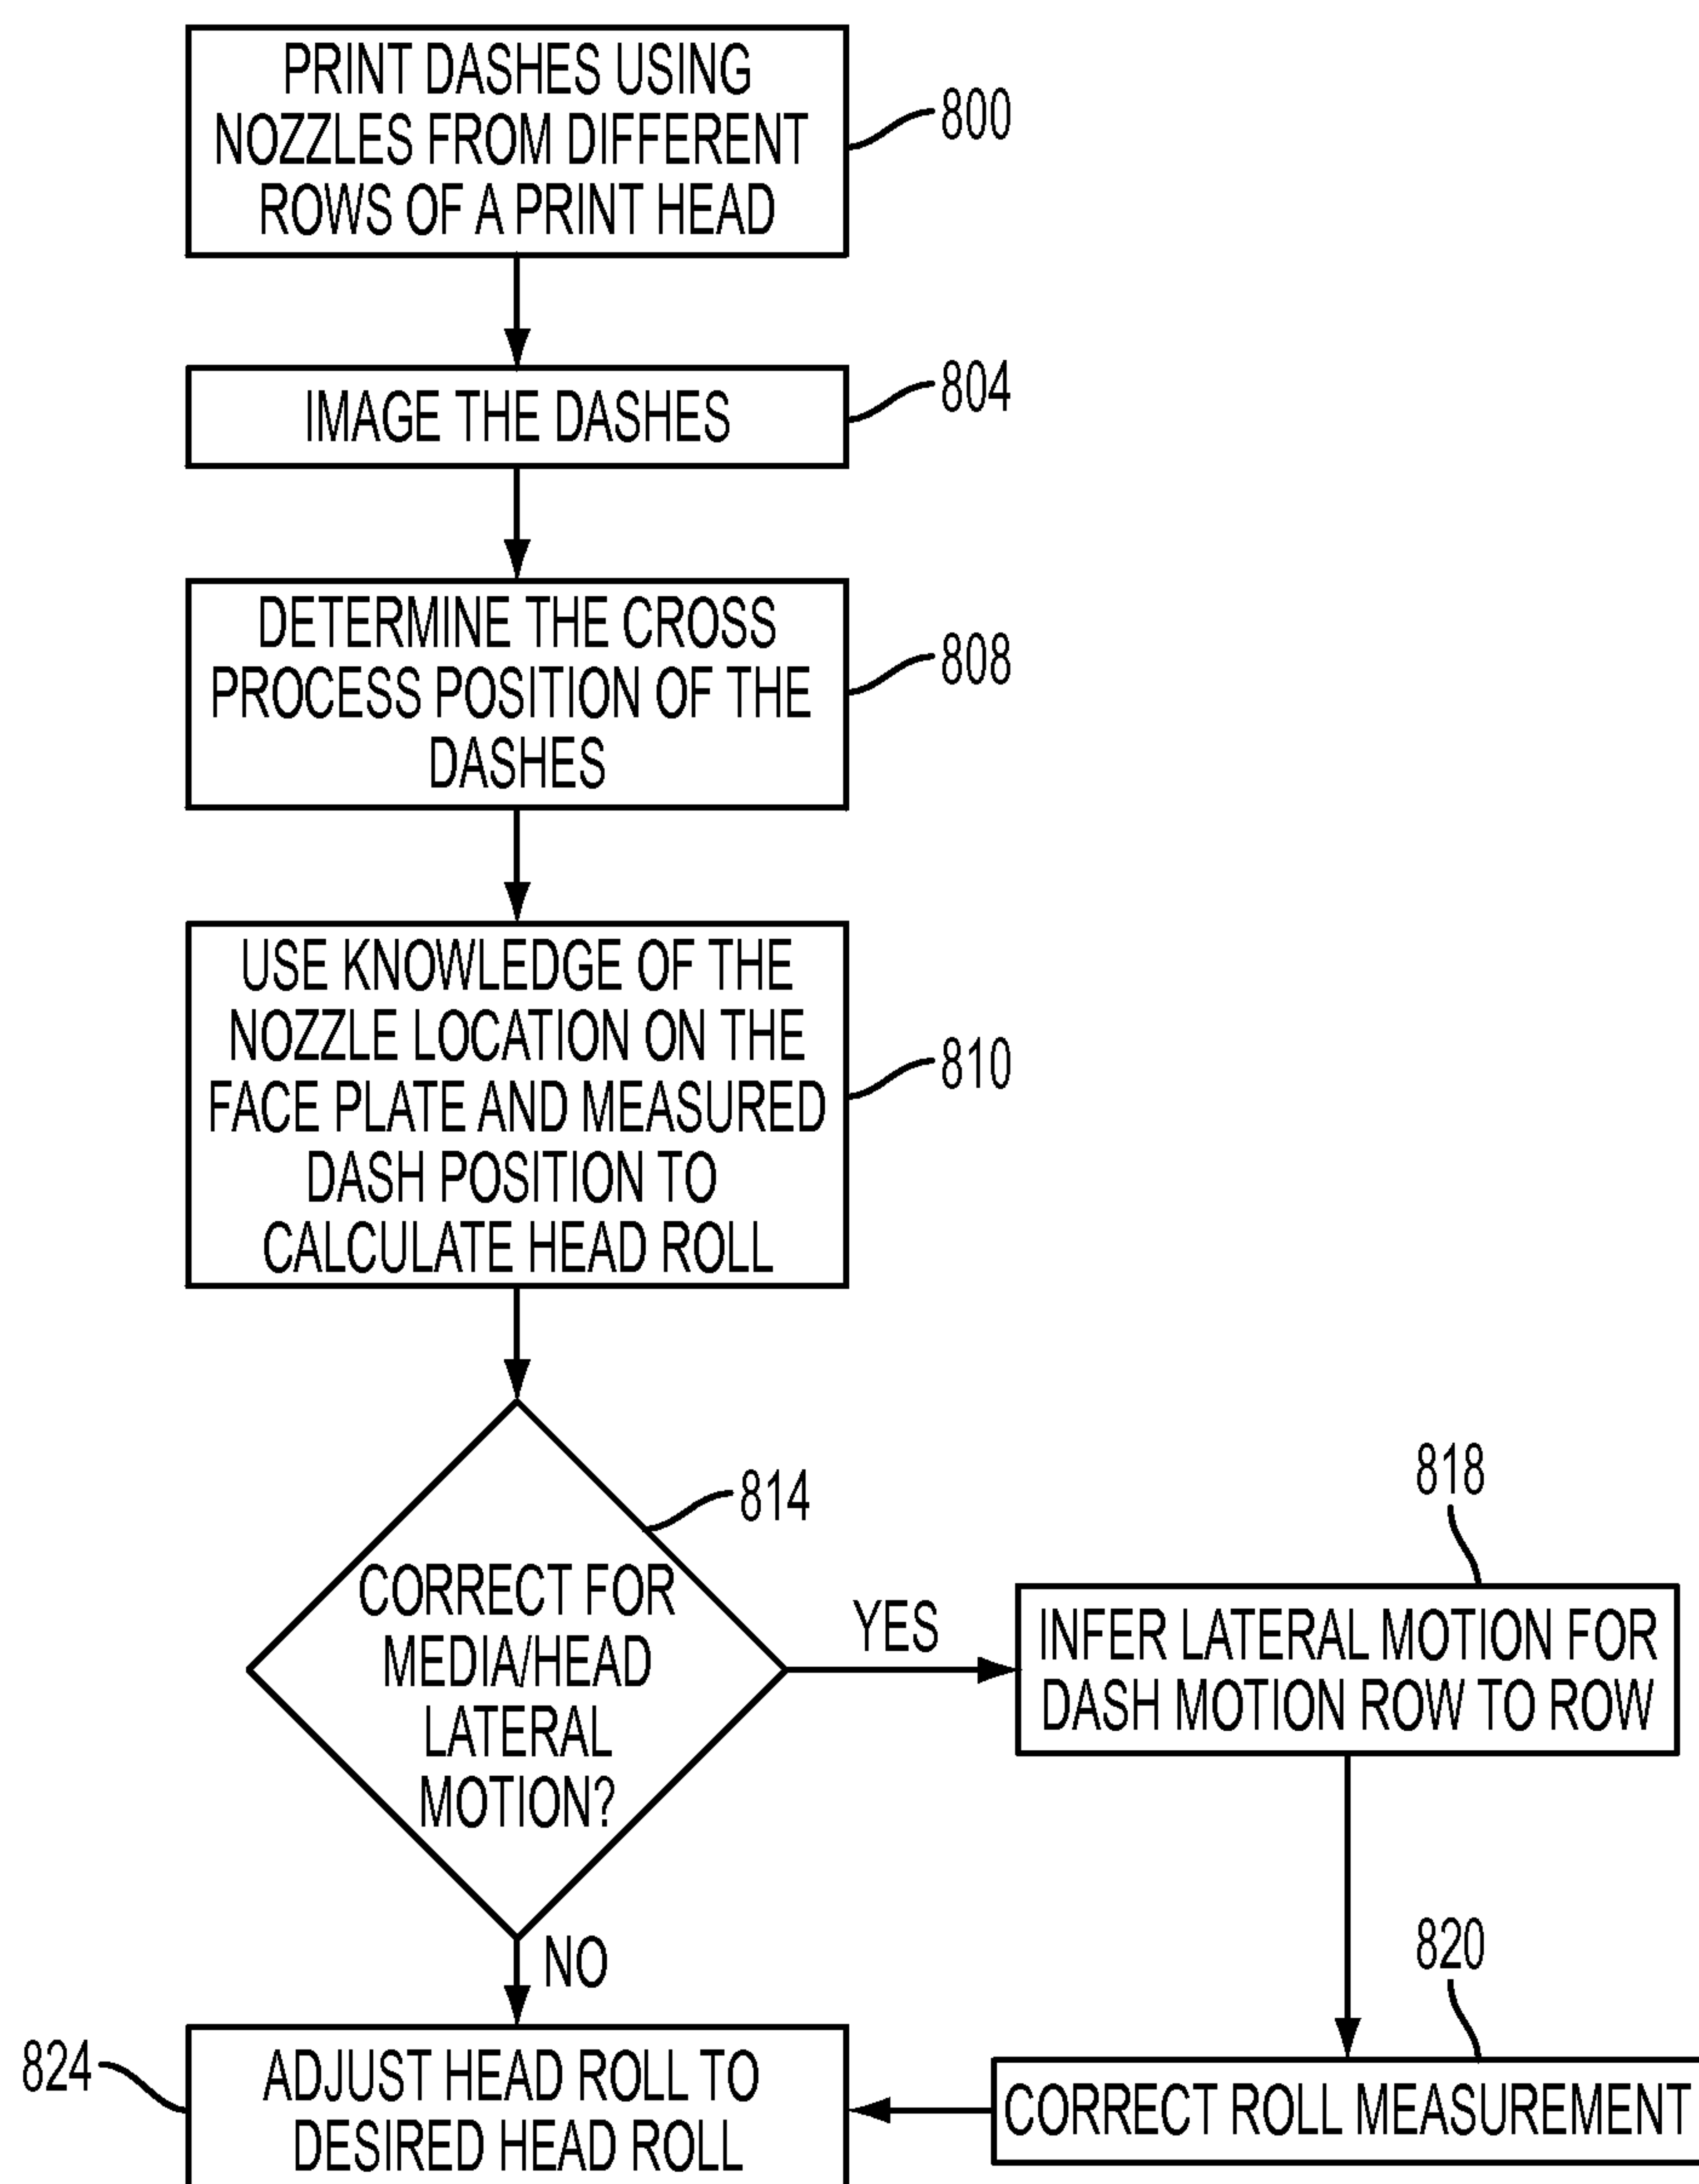 PRINT DASHES USING
NOZZLES FROM DIFFERENT
ROWS OF A PRINT HEAD
800
IMAGE THE DASHES
804
DETERMINE THE CROSS
PROCESS POSITION OF THE
DASHES
808
USE KNOWLEDGE OF THE
NOZZLE LOCATION ON THE
FACE PLATE AND MEASURED
DASH POSITION TO
CALCULATE HEAD ROLL
810
CORRECT FOR
MEDIA/HEAD
LATERAL
MOTION?
814
YES
818
INFER LATERAL MOTION FOR
DASH MOTION ROW TO ROW
820
CORRECT ROLL MEASUREMENT
NO
824
ADJUST HEAD ROLL TO
DESIRED HEAD ROLL